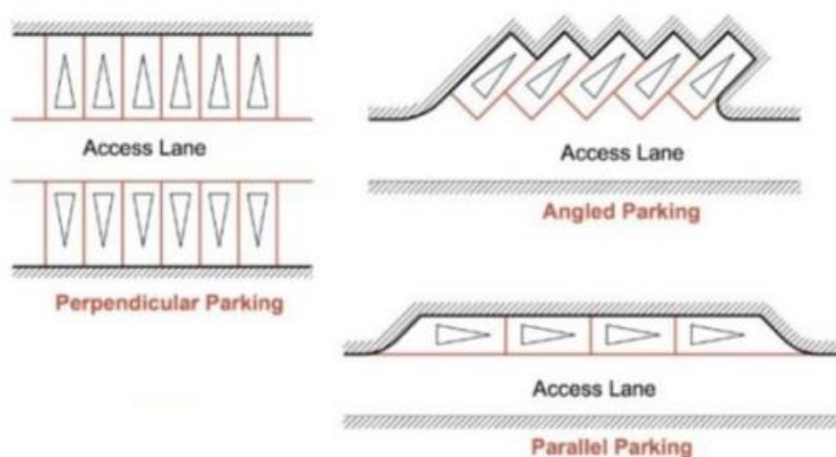 Access Lane
Perpendicular Parking
Access Lane
Angled Parking
Access Lane
Parallel Parking